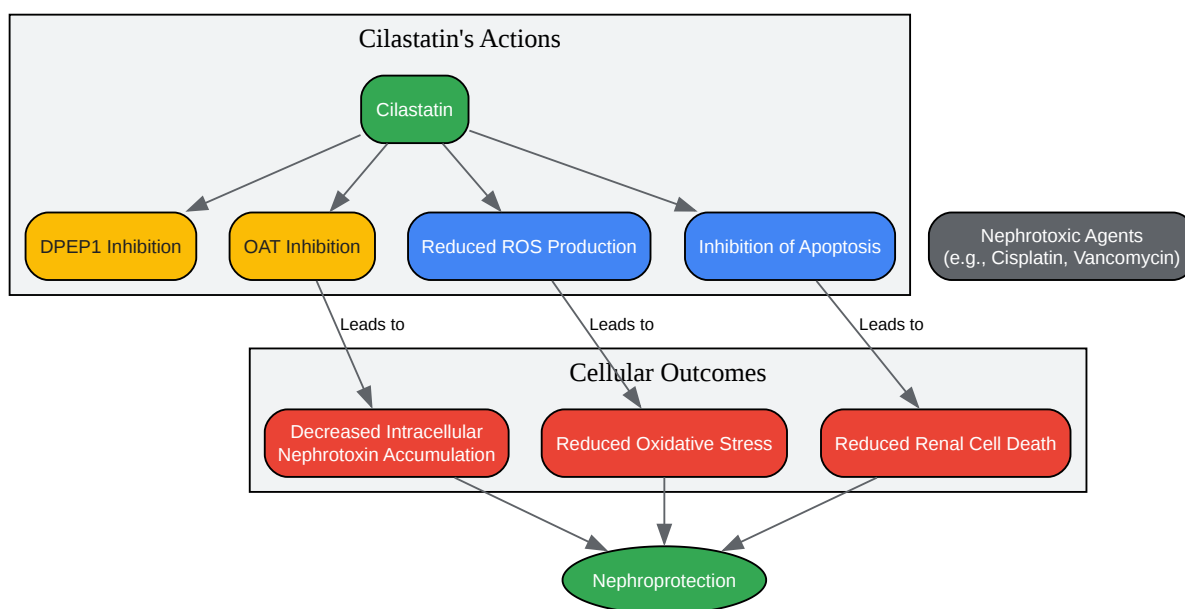 Cilastatin's Actions
Cilastatin
DPEP1 Inhibition
OAT Inhibition
Reduced ROS Production
Inhibition of Apoptosis
Nephrotoxic Agents
(e.g., Cisplatin, Vancomycin)
Leads to
Leads to
Leads to
Cellular Outcomes
Decreased Intracellular
Nephrotoxin Accumulation
Reduced Oxidative Stress
Reduced Renal Cell Death
Nephroprotection